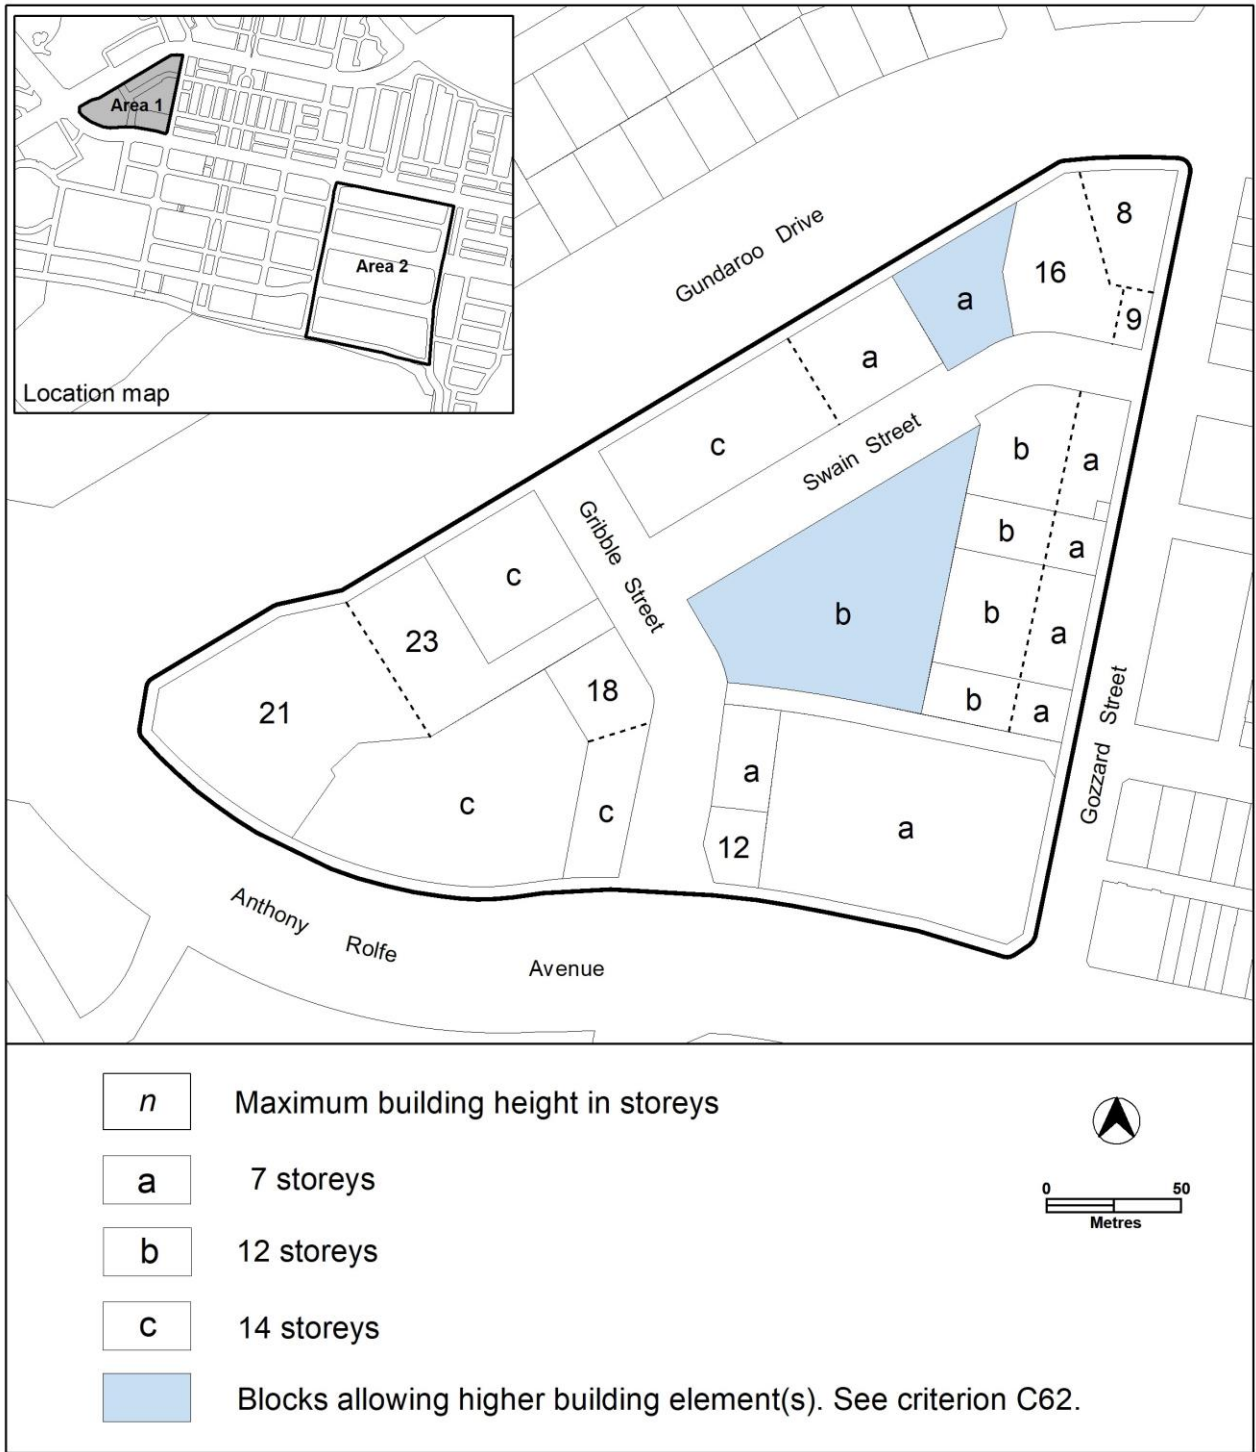 Area 1
Area 2
Location map
Gundaroo Drive
8
16
9
a
a
c
Swain Street
b
a
b
a
b
a
b
a
b
Gribble Street
c
23
21
18
c
c
a
12
a
Gozzard Street
Anthony Rolfe Avenue
n Maximum building height in storeys
a 7 storeys
b 12 storeys
c 14 storeys
Blocks allowing higher building element(s). See criterion C62.
0 50
Metres